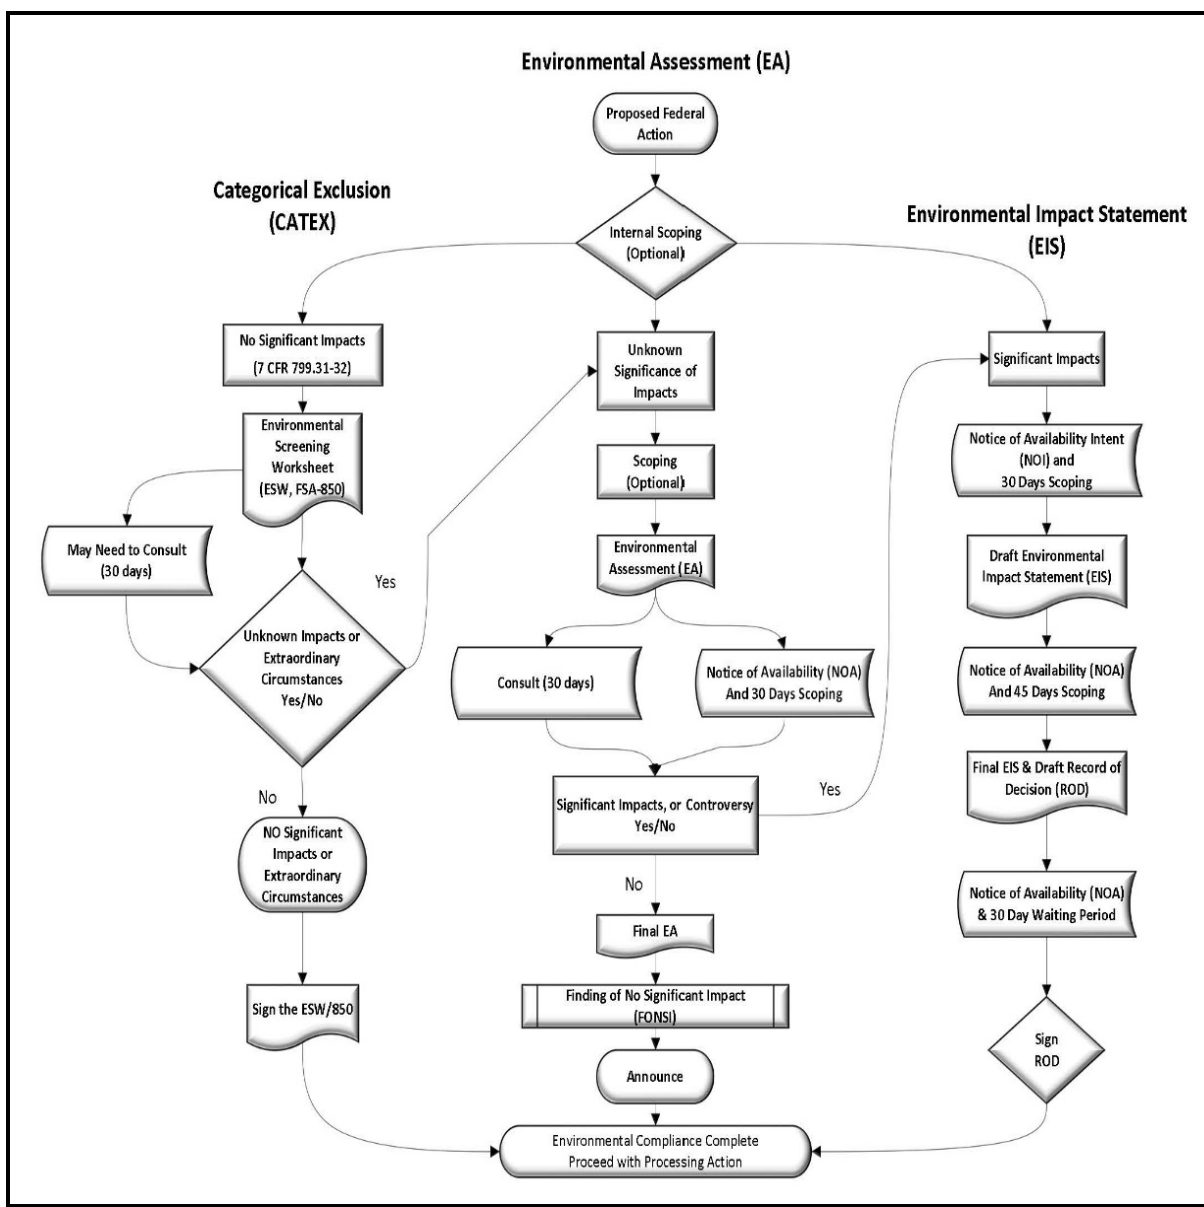 Environmental Assessment (EA)
Proposed Federal
Action
Internal Scoping
(Optional)
Categorical Exclusion
(CATEX)
No Significant Impacts
(7 CFR 799.31-32)
Environmental
Screening
Worksheet
(ESW, FSA-850)
May Need to Consult
(30 days)
Unknown Impacts or
Extraordinary
Circumstances
Yes/No
Yes
No
NO Significant
Impacts or
Extraordinary
Circumstances
Sign the ESW/850
Unknown
Significance of
Impacts
Scoping
(Optional)
Environmental
Assessment (EA)
Consult (30 days)
Notice of Availability (NOA)
And 30 Days Scoping
Significant Impacts, or Controversy
Yes/No
Yes
No
Final EA
Finding of No Significant Impact
(FONSI)
Announce
Environmental Impact Statement
(EIS)
Significant Impacts
Notice of Availability Intent
(NOI) and
30 Days Scoping
Draft Environmental
Impact Statement (EIS)
Notice of Availability (NOA)
And 45 Days Scoping
Final EIS & Draft Record of
Decision (ROD)
Notice of Availability (NOA)
& 30 Day Waiting Period
Sign
ROD
Environmental Compliance Complete
Proceed with Processing Action